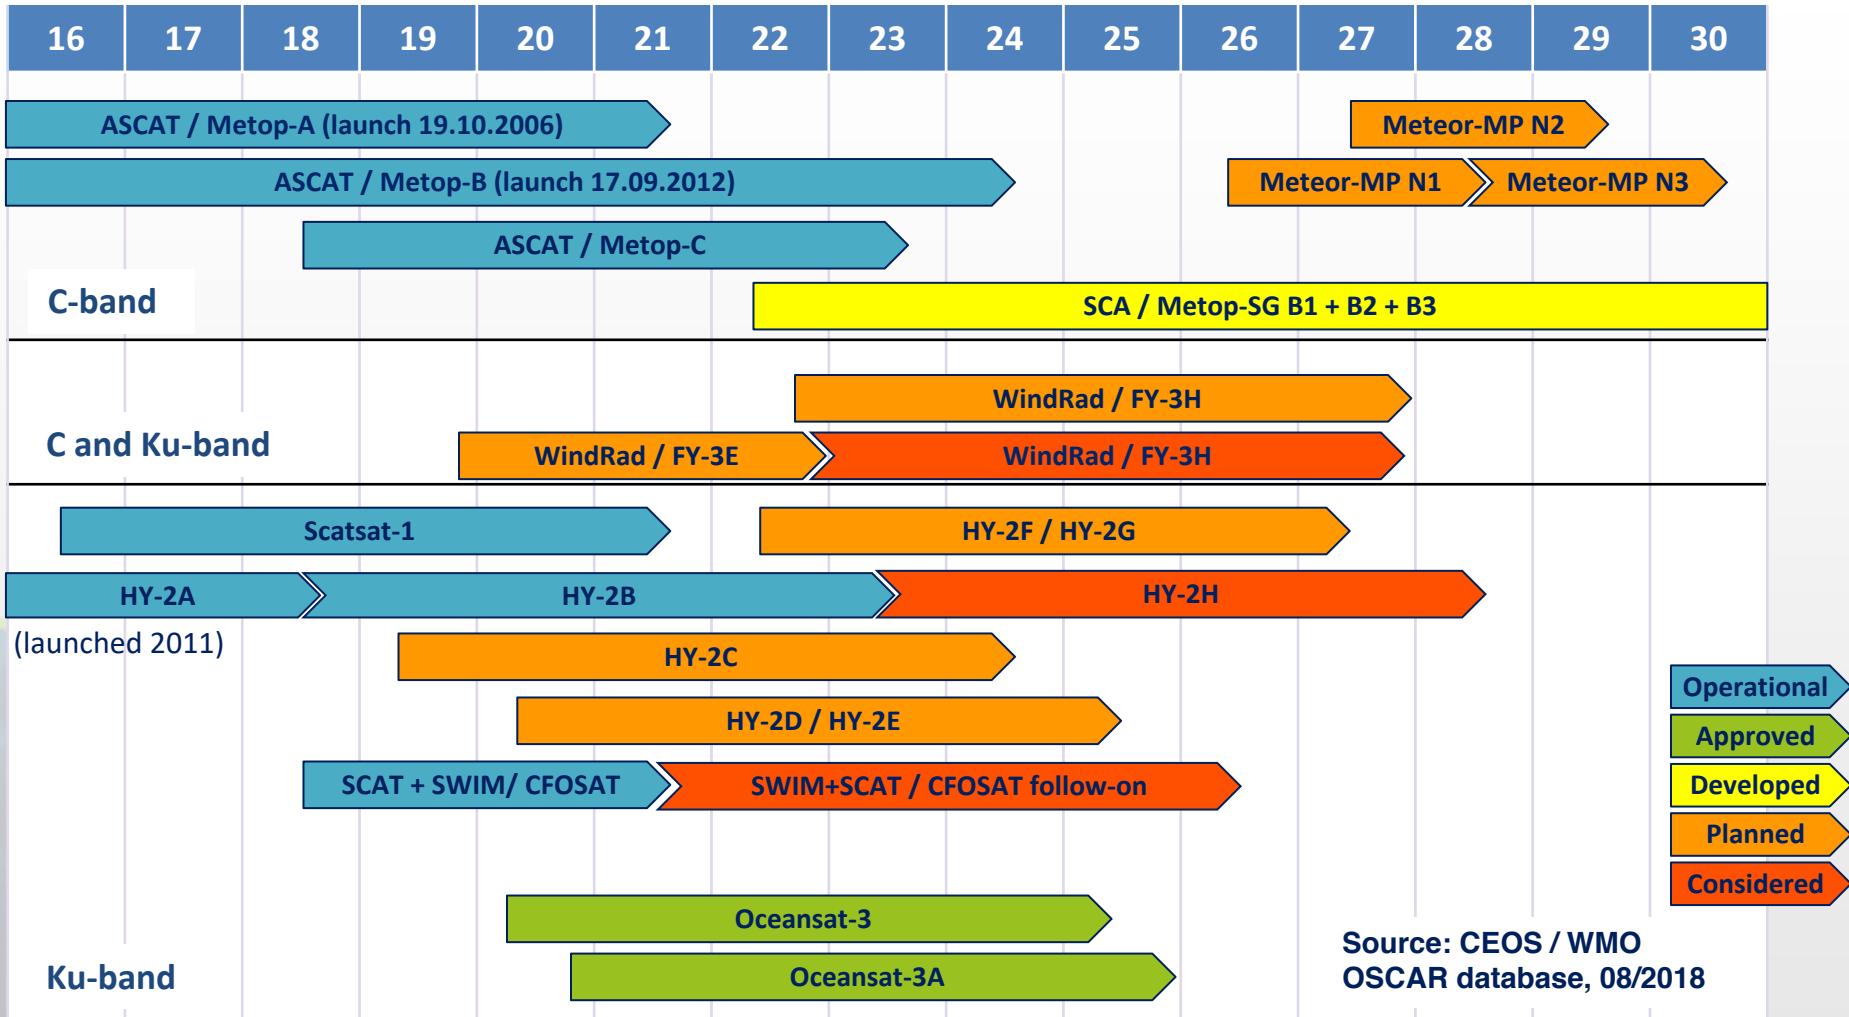 16 17 18 19 20 21 22 23 24 25 26 27 28 29 30
ASCAT / Metop-A (launch 19.10.2006)
Meteor-MP N2
ASCAT / Metop-B (launch 17.09.2012)
Meteor-MP N1
Meteor-MP N3
ASCAT / Metop-C
C-band
SCA / Metop-SG B1 + B2 + B3
WindRad / FY-3H
C and Ku-band
WindRad / FY-3E
WindRad / FY-3H
Scatsat-1
HY-2F / HY-2G
HY-2A
HY-2B
HY-2H
(launched 2011)
HY-2C
Operational
HY-2D / HY-2E
Approved
SCAT + SWIM/ CFOSAT
SWIM+SCAT / CFOSAT follow-on
Developed
Planned
Considered
Oceansat-3
Source: CEOS / WMO
OSCAR database, 08/2018
Ku-band
Oceansat-3A